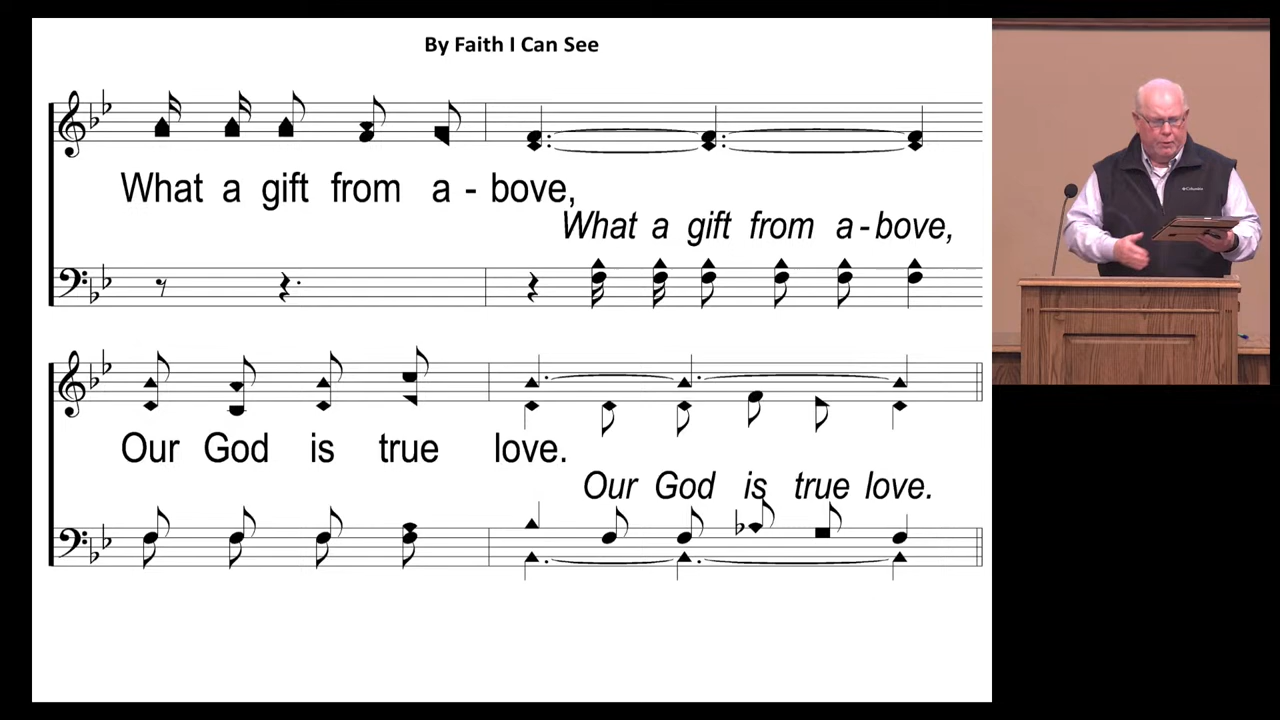 By Faith I Can See
What a gift from a - bove,
What a gift from a - bove,
Our God is true love.
Our God is true love.
Columbia